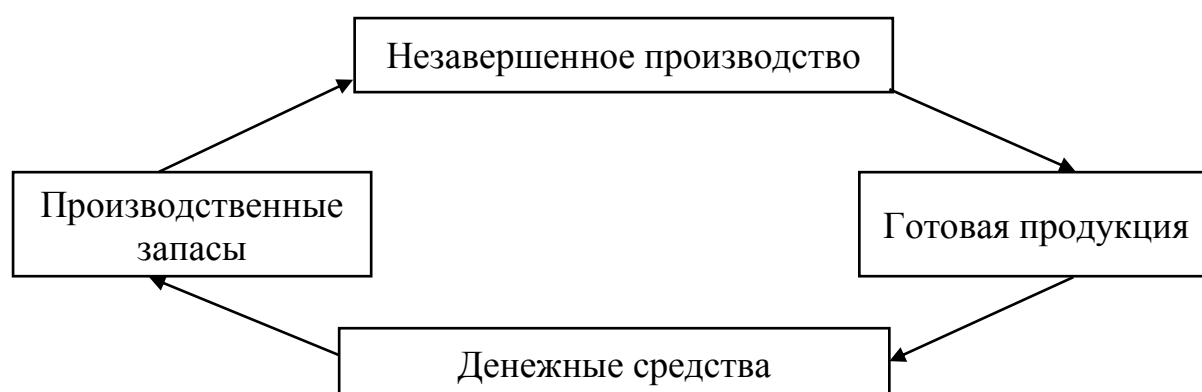 Незавершенное производство
Производственные
запасы
Готовая продукция
Денежные средства